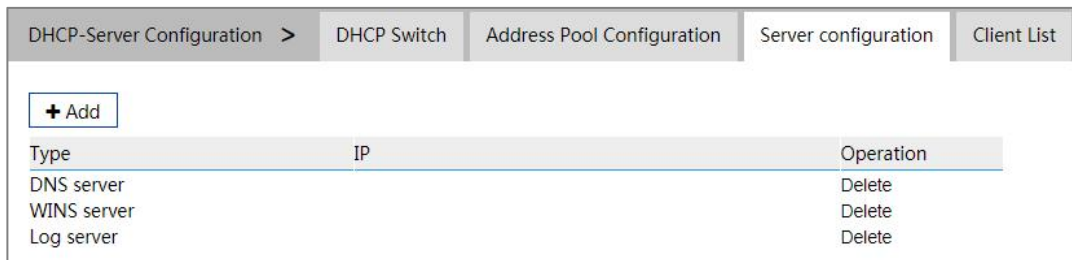 DHCP-Server Configuration > DHCP Switch Address Pool Configuration Server configuration Client List
+ Add
Type IP Operation
DNS server Delete
WINS server Delete
Log server Delete